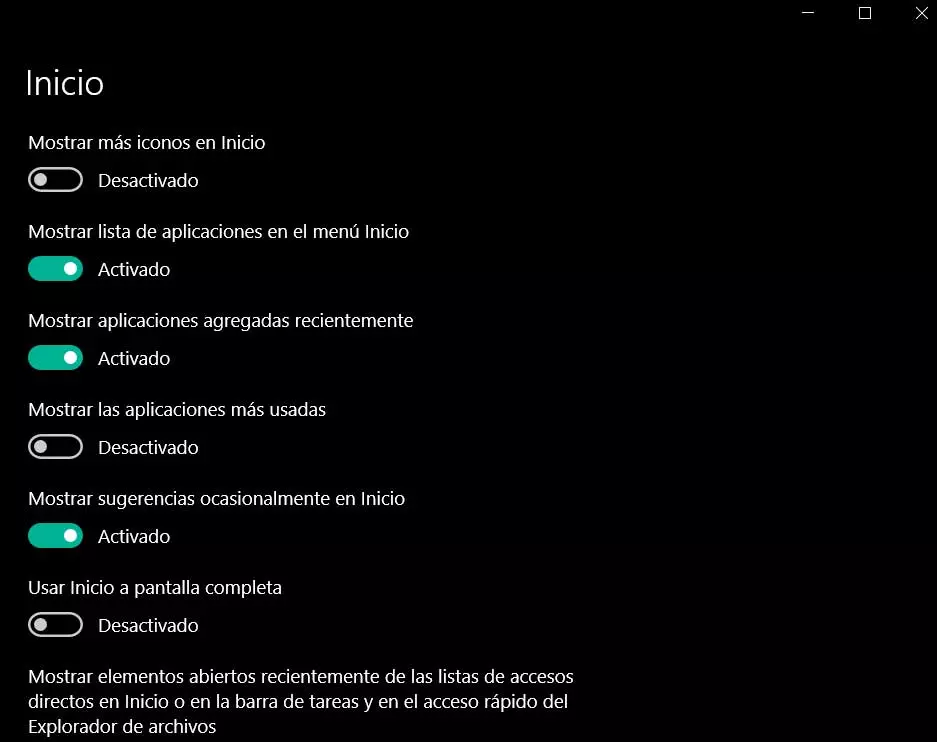 Inicio
Mostrar más iconos en Inicio
Desactivado
Mostrar lista de aplicaciones en el menú Inicio
Activado
Mostrar aplicaciones agregadas recientemente
Activado
Mostrar las aplicaciones más usadas
Desactivado
Mostrar sugerencias ocasionalmente en Inicio
Activado
Usar Inicio a pantalla completa
Desactivado
Mostrar elementos abiertos recientemente de las listas de accesos
directos en Inicio o en la barra de tareas y en el acceso rápido del
Explorador de archivos